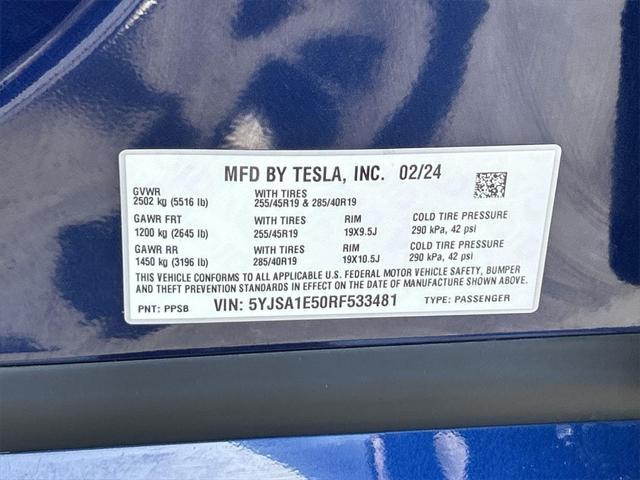 MFD BY TESLA, INC. 02/24
GVWR
2502 kg (5516 lb)
WITH TIRES
255/45R19 & 285/40R19
GAWR FRT
1200 kg (2645 lb)
WITH TIRES
255/45R19
RIM
19X9.5J
COLD TIRE PRESSURE
290 kPa, 42 psi
GAWR RR
1450 kg (3196 lb)
WITH TIRES
285/40R19
RIM
19X10.5J
COLD TIRE PRESSURE
290 kPa, 42 psi
THIS VEHICLE CONFORMS TO ALL APPLICABLE U.S. FEDERAL MOTOR VEHICLE SAFETY, BUMPER
AND THEFT PREVENTION STANDARDS IN EFFECT ON THE DATE OF MANUFACTURE SHOWN ABOVE.
PNT: PPSB VIN: 5YJSA1E50RF533481 TYPE: PASSENGER